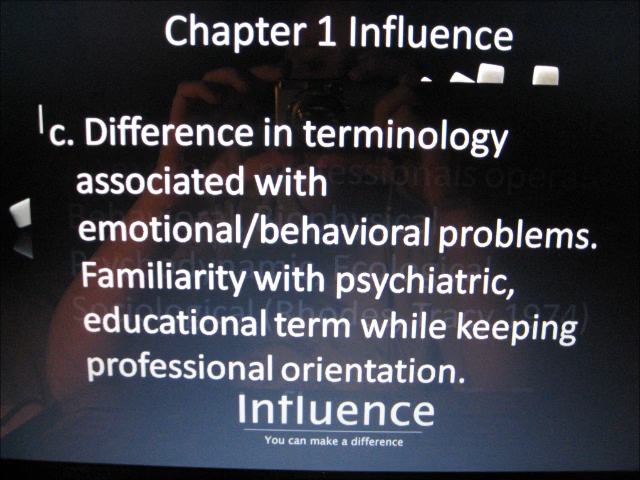 Chapter 1 Influence
c. Difference in terminology
associated with
emotional/behavioral problems.
Familiarity with psychiatric,
educational term while keeping
professional orientation.
Influence
You can make a difference